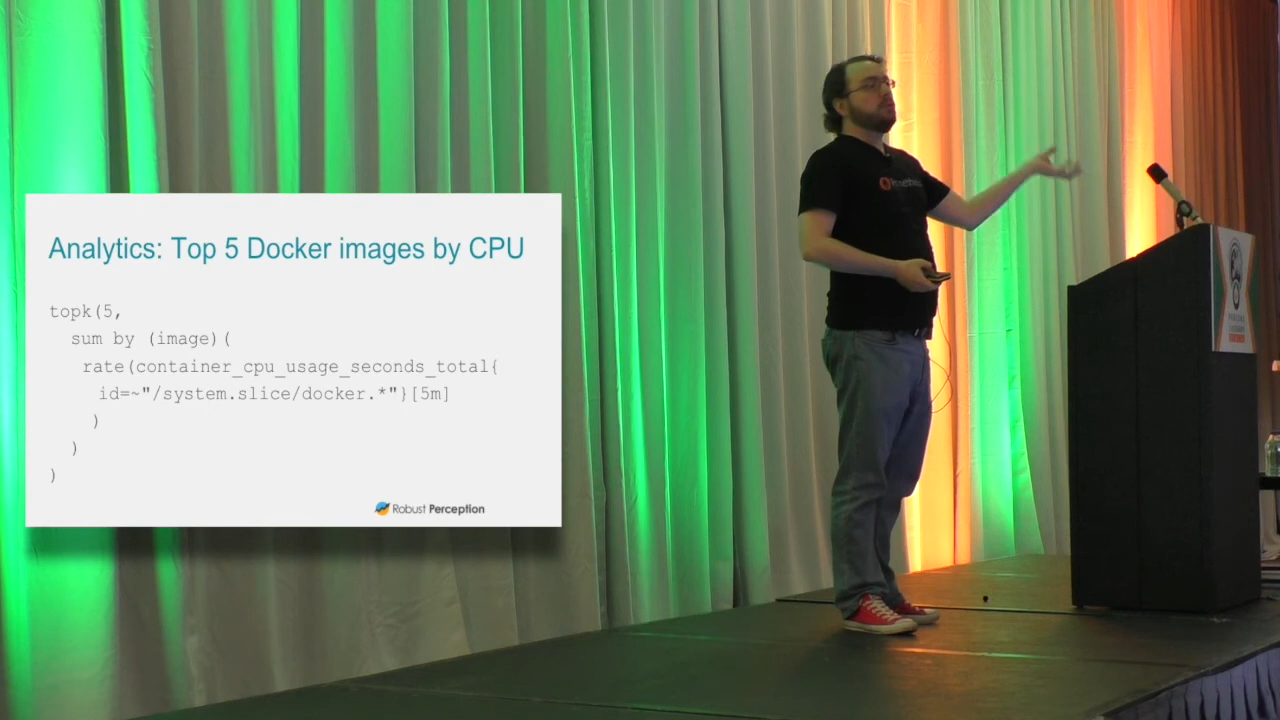 Analytics: Top 5 Docker images by CPU
topk(5,
sum by (image)(
rate(container_cpu_usage_seconds_total{
id=~"/system.slice/docker.*"}[5m]
)
)
)
Robust Perception